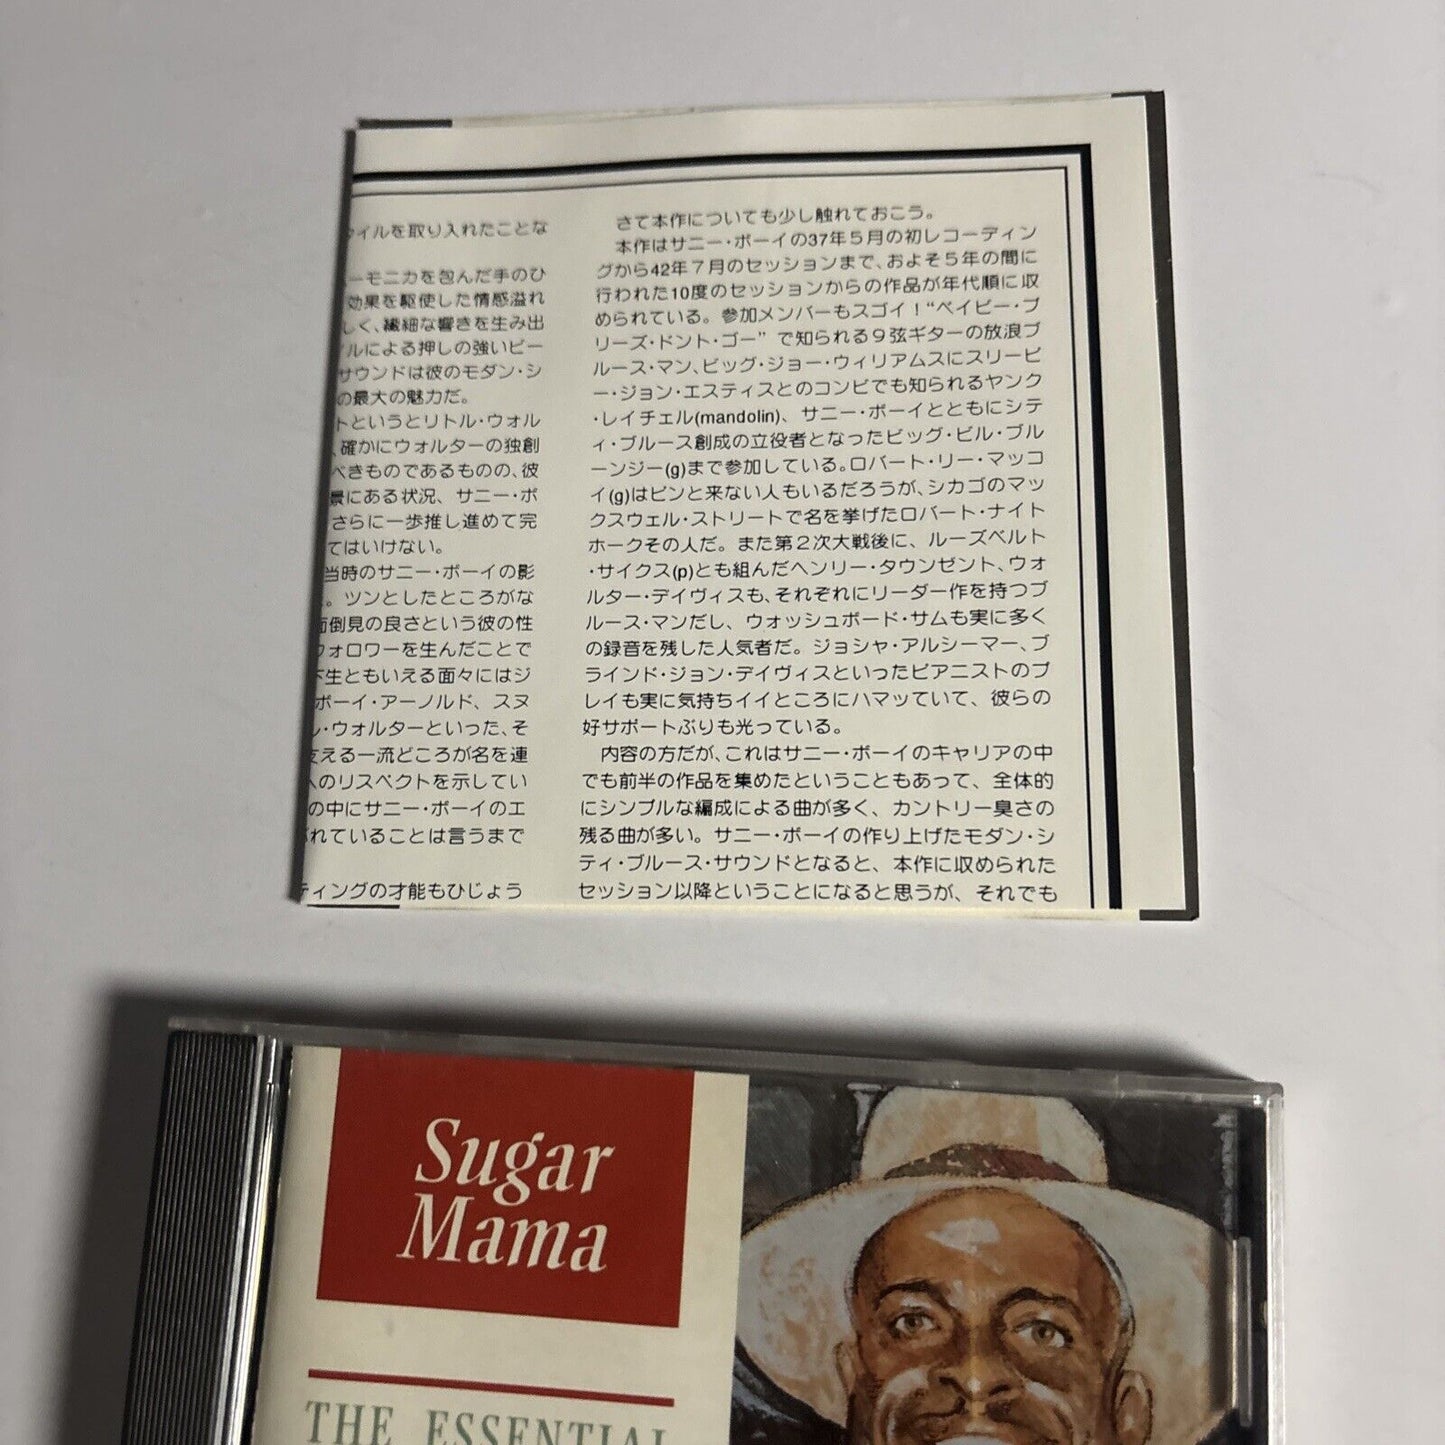 イルを取り入れたことな
ーモニカを包んだ手のひ
効果を駆使した情感溢れ
しく、繊細な響きを生み出
ルによる押しの強いビー
サウンドは彼のモダン・シ
の最大の魅力だ。
トというとリトル・ウォル
、確かにウォルターの独創
べきものであるものの、彼
景にある状況、サニー・ボ
さらに一歩推し進めて完
てはいけない。
当時のサニー・ボーイの影
。ツンとしたところがな
面倒見の良さという彼の性
フォロワーを生んだことで
下生ともいえる面々にはジ
ボーイ・アーノルド、スヌ
ル・ウォルターといった、そ
支える一流どころが名を連
へのリスペクトを示してい
の中にサニー・ボーイのエ
れていることは言うまで
ティングの才能もひじょう
さて本作についても少し触れておこう。
本作はサニー・ボーイの37年5月の初レコーディン
グから42年7月のセッションまで、およそ5年の間に
行われた10度のセッションからの作品が年代順に収
められている。参加メンバーもスゴイ！“ベイビー・プ
リーズ・ドント・ゴー”で知られる9弦ギターの放浪ブ
ルース・マン、ビッグ・ジョー・ウィリアムスにスリーピ
ー・ジョン・エスティスとのコンビでも知られるヤンク
・レイチェル(mandolin)、サニー・ボーイとともにシテ
ィ・ブルース創成の立役者となったビッグ・ビル・ブル
ーンジー(g)まで参加している。ロバート・リー・マッコ
イ(g)はピンと来ない人もいるだろうが、シカゴのマッ
クスウェル・ストリートで名を挙げたロバート・ナイト
ホークその人だ。また第2次大戦後に、ルーズベルト
・サイクス(p)とも組んだヘンリー・タウンゼント、ウォ
ルター・デイヴィスも、それぞれにリーダー作を持つブ
ルース・マンだし、ウォッシュボード・サムも実に多く
の録音を残した人気者だ。ジョシャ・アルシーマー、ブ
ラインド・ジョン・デイヴィスといったピアニストのプ
レイも実に気持ちイイところにハマッていて、彼らの
好サポートぶりも光っている。
内容の方だが、これはサニー・ボーイのキャリアの中
でも前半の作品を集めたということもあって、全体的
にシンプルな編成による曲が多く、カントリー臭さの
残る曲が多い。サニー・ボーイの作り上げたモダン・シ
ティ・ブルース・サウンドとなると、本作に収められた
セッション以降ということになると思うが、それでも
Sugar
Mama
THE ESSENTIAL